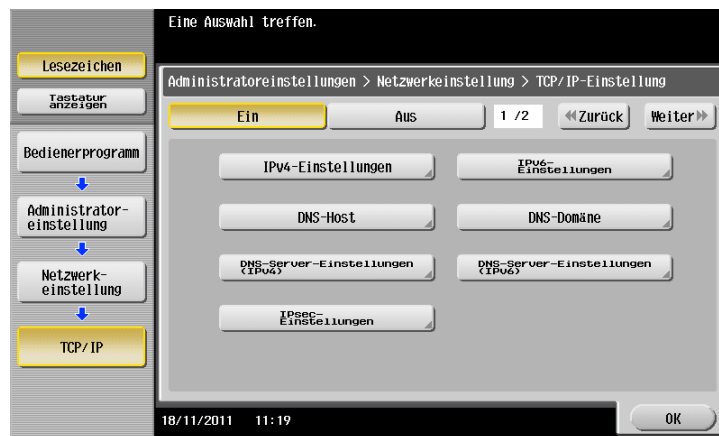 Eine Auswahl treffen.
Lesezeichen
Tastatur
anzeigen
Bedienerprogramm
Administrator-
einstellung
Netzwerk-
einstellung
TCP/IP
Administratoreinstellungen > Netzwerkeinstellung > TCP/IP-Einstellung
Ein Aus 1 /2 Zurück Weiter
IPv4-Einstellungen
IPv6-
Einstellungen
DNS-Host
DNS-Domäne
DNS-Server-Einstellungen
(IPv4)
DNS-Server-Einstellungen
(IPv6)
IPsec-
Einstellungen
18/11/2011 11:19
OK